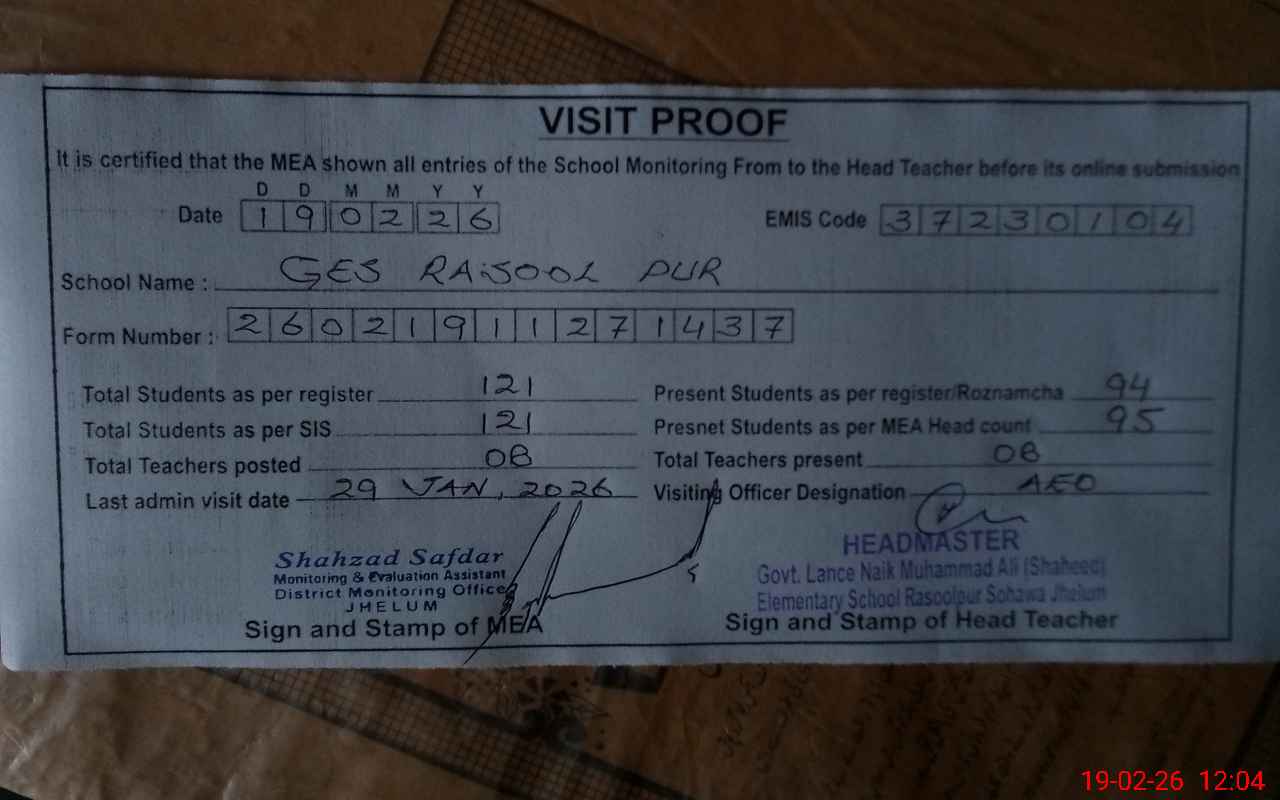 VISIT PROOF
It is certified that the MEA shown all entries of the School Monitoring From to the Head Teacher before its online submission
D D M M Y Y
Date 1 9 0 2 2 6 EMIS Code 3 7 2 3 0 1 0 4
School Name : GES RASOOL PUR
Form Number : 2 6 0 2 1 9 1 1 2 7 1 4 3 7
Total Students as per register 121 Present Students as per register/Roznamcha 94
Total Students as per SIS 121 Presnet Students as per MEA Head count 95
Total Teachers posted 08 Total Teachers present 08
Last admin visit date 29 JAN, 2026 Visiting Officer Designation AEO
Shahzad Safdar
Monitoring & Evaluation Assistant
District Monitoring Officer
JHELUM
Sign and Stamp of MEA
HEADMASTER
Govt. Lance Naik Muhammad Ali (Shaheed)
Elementary School Rasoolpur Sohawa Jhelum
Sign and Stamp of Head Teacher
19-02-26 12:04